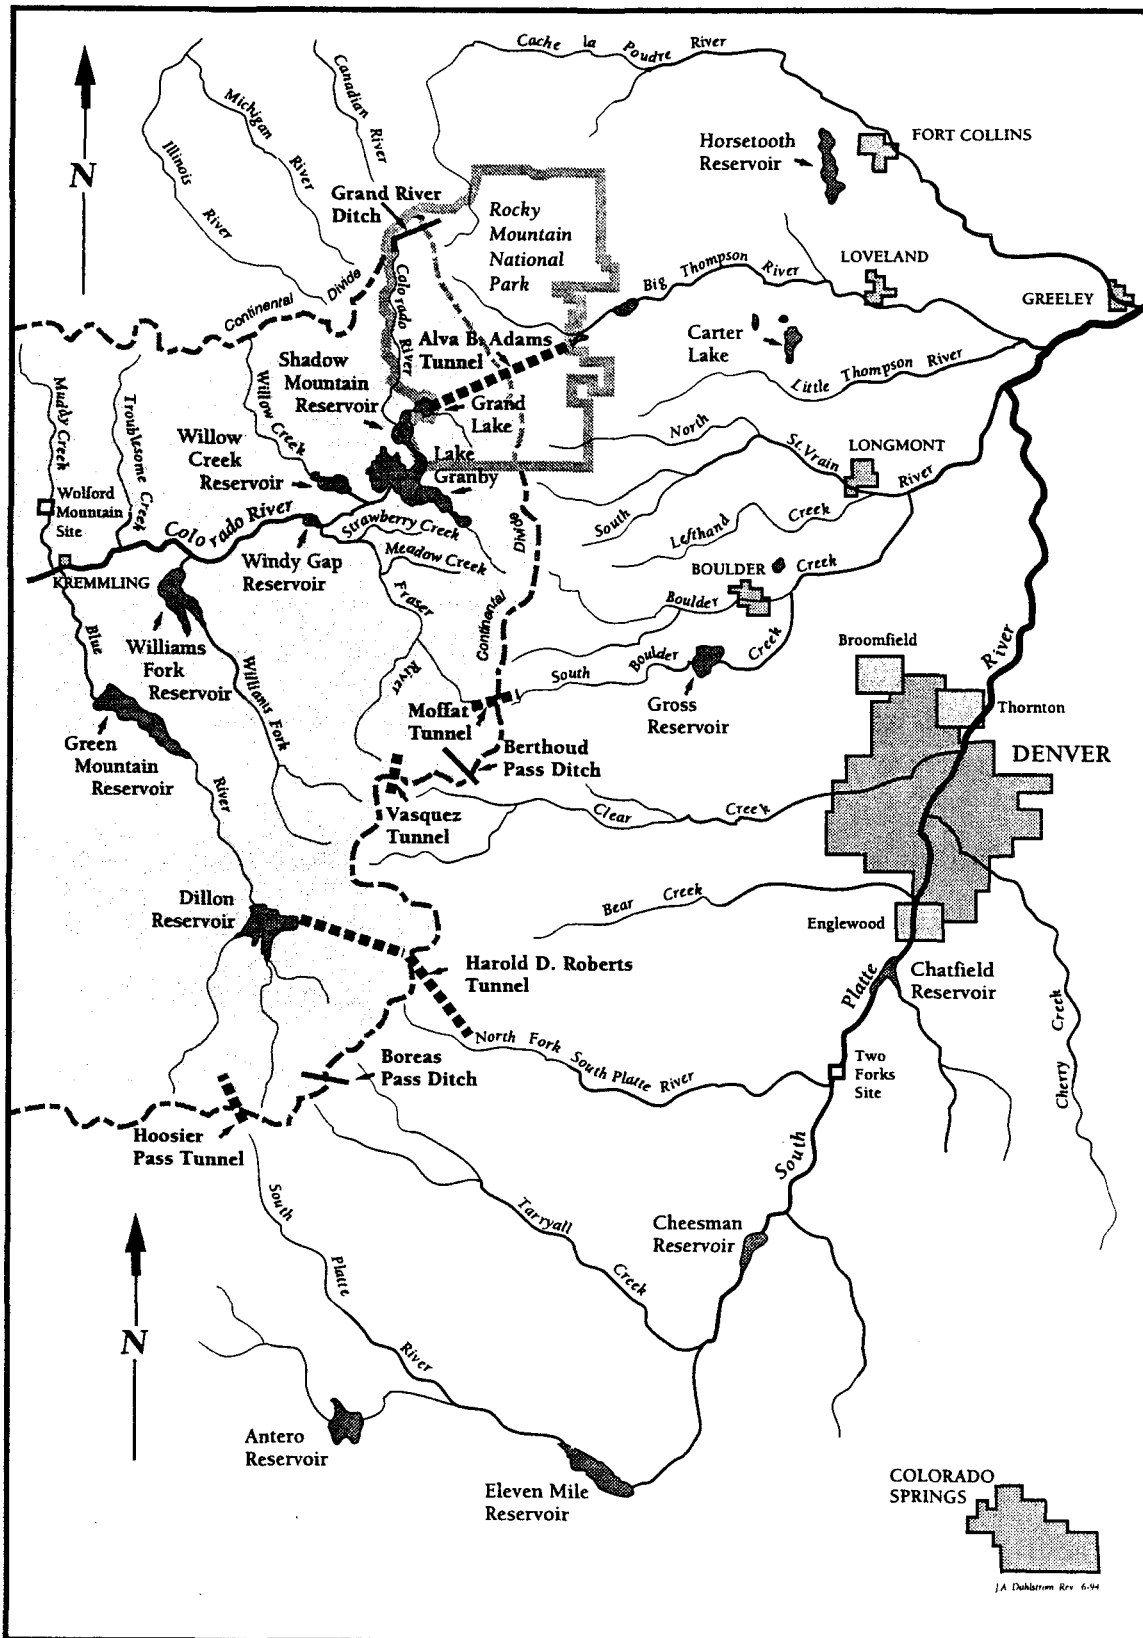 Cache la Poudre River
Canadian
River
Michigan
River
Illinois
River
N
Horsetooth
Reservoir
FORT COLLINS
Grand River
Ditch
Rocky
Mountain
National
Park
Continental Divide
Colorado River
Big Thompson River
LOVELAND
GREELEY
Alva B. Adams
Tunnel
Carter
Lake
Little Thompson River
Shadow
Mountain
Reservoir
Grand
Lake
Muddy Creek
Troublesome Creek
Willow Creek
Willow
Creek
Reservoir
Lake
Granby
North
St. Vrain
River
LONGMONT
South
Lefthand Creek
Wolford
Mountain
Site
Colorado River
Strawberry Creek
Meadow Creek
Windy Gap
Reservoir
KREMMLING
Continental Divide
BOULDER
Boulder Creek
Fraser
River
Williams
Fork
Reservoir
Williams Fork
Blue
River
South Boulder Creek
Gross
Reservoir
Broomfield
River
Thornton
DENVER
Moffat
Tunnel
Green
Mountain
Reservoir
Berthoud
Pass Ditch
Vasquez
Tunnel
Clear Creek
Dillon
Reservoir
Bear Creek
Englewood
Harold D. Roberts
Tunnel
Platte
Chatfield
Reservoir
Cherry Creek
North Fork South Platte River
Boreas
Pass Ditch
Two
Forks
Site
Hoosier
Pass Tunnel
South
South
Platte
River
Tarryall
Creek
Cheesman
Reservoir
N
Antero
Reservoir
Eleven Mile
Reservoir
COLORADO
SPRINGS
J.A. Dahlstrom Rev 6-94